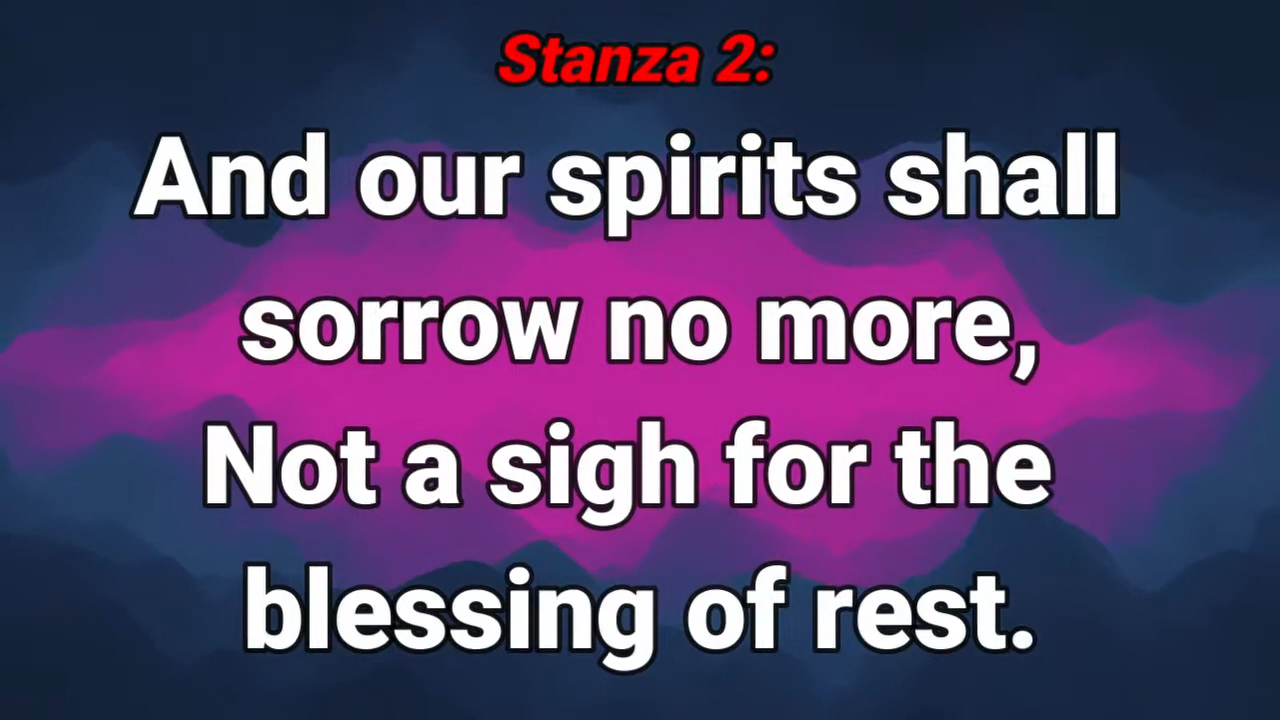 Stanza 2:
And our spirits shall
sorrow no more,
Not a sigh for the
blessing of rest.